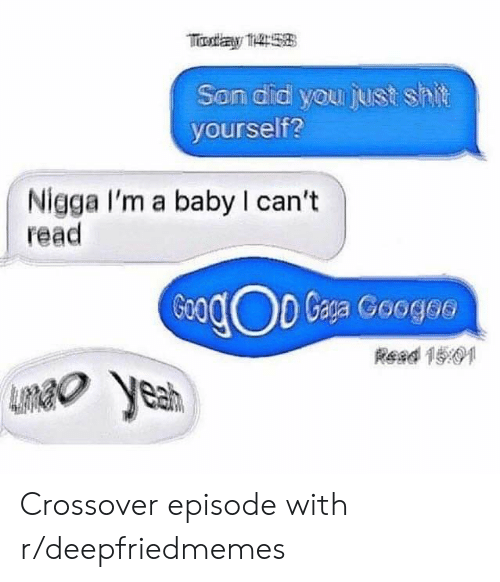 Today 14:58
Son did you just shit
yourself?
Nigga I'm a baby I can't
read
GoogOo Gaga Googoo
Read 15:01
Lmao yeah
Crossover episode with
r/deepfriedmemes